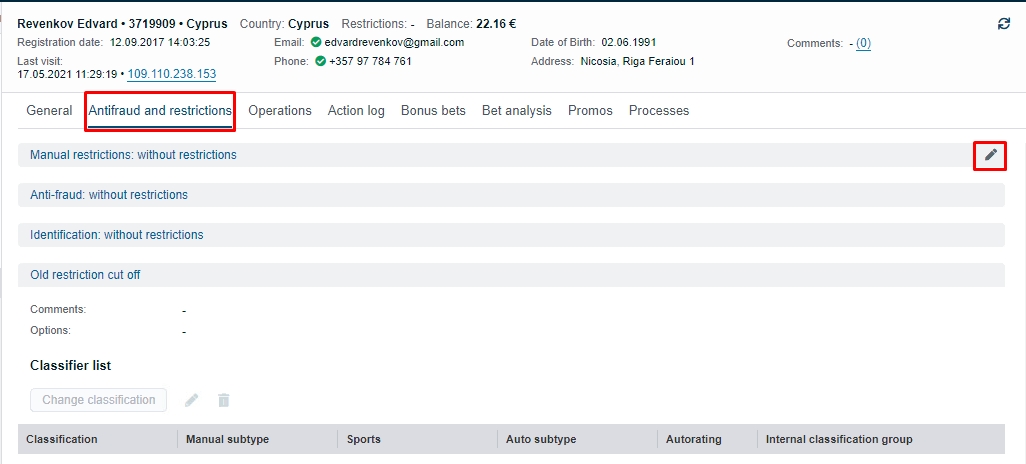 Revenkov Edvard • 3719909 • Cyprus Country: Cyprus Restrictions: - Balance: 22.16 €
Registration date: 12.09.2017 14:03:25 Email: edvardrevenkov@gmail.com Date of Birth: 02.06.1991 Comments: - (0)
Last visit:
17.05.2021 11:29:19 • 109.110.238.153 Phone: +357 97 784 761 Address: Nicosia, Riga Feraiou 1
General Antifraud and restrictions Operations Action log Bonus bets Bet analysis Promos Processes
Manual restrictions: without restrictions
Anti-fraud: without restrictions
Identification: without restrictions
Old restriction cut off
Comments: -
Options: -
Classifier list
Change classification
Classification Manual subtype Sports Auto subtype Autorating Internal classification group